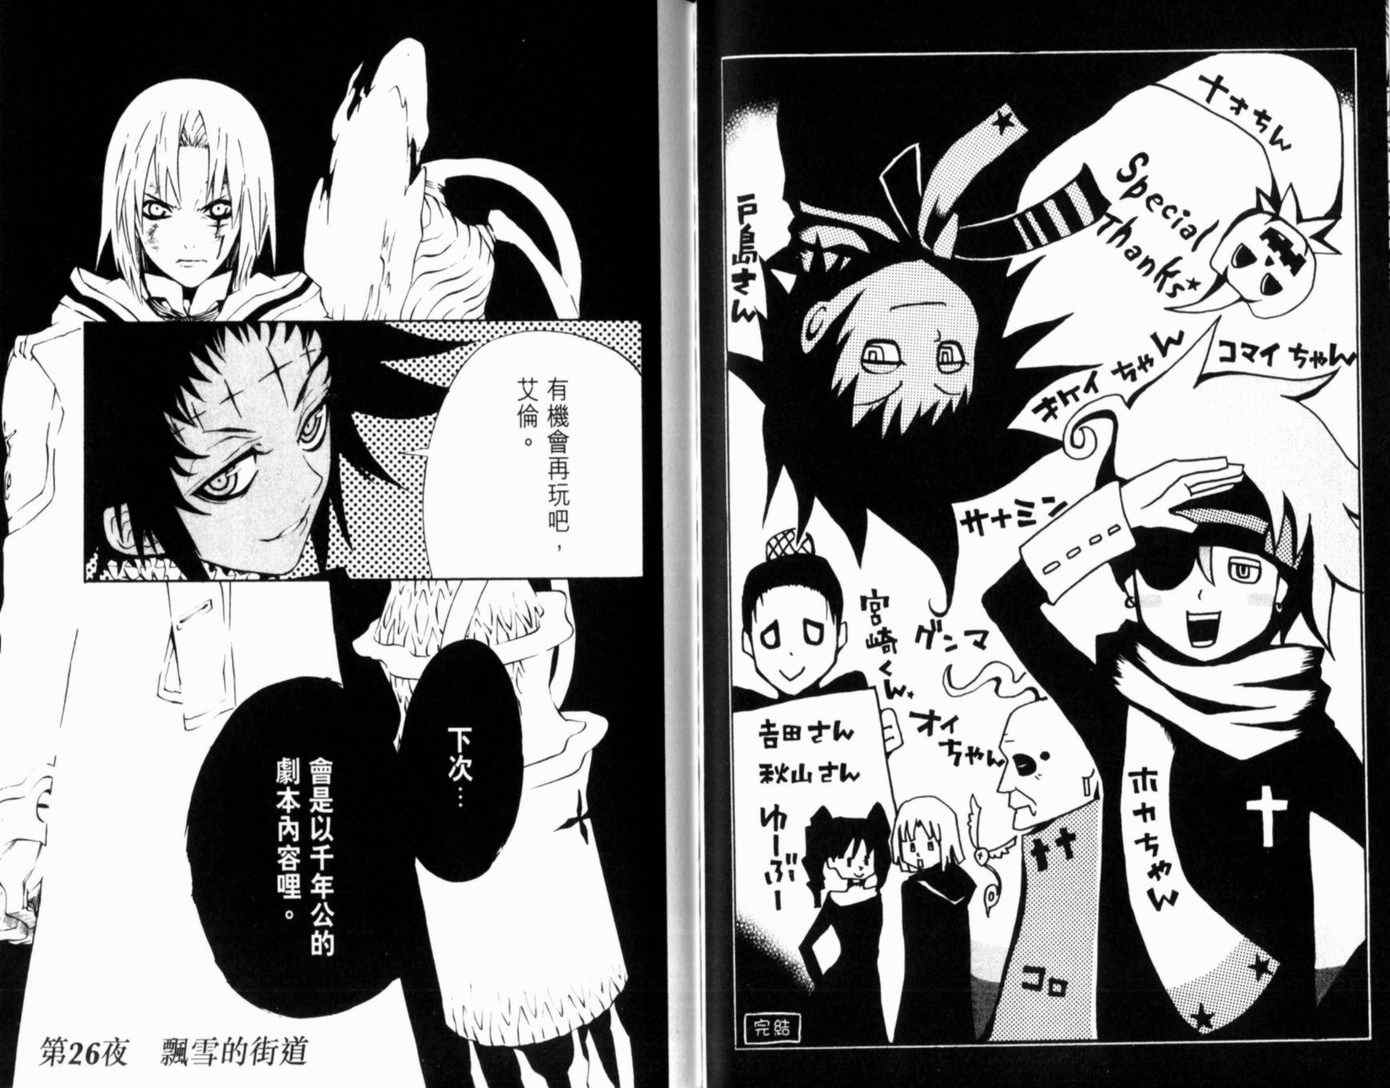 ナオちん
Special
Thanks
戸島さん
コマイちゃん
キケイちゃん
サナミン
宮崎くん
グンマ
オイ
ちゃん
吉田さん
秋山さん
ゆーぶー
ホカちゃん
コロ
完結
有機會再玩吧，
艾倫。
下次…
會是以千年公的
劇本內容哩。
第26夜 飄雪的街道